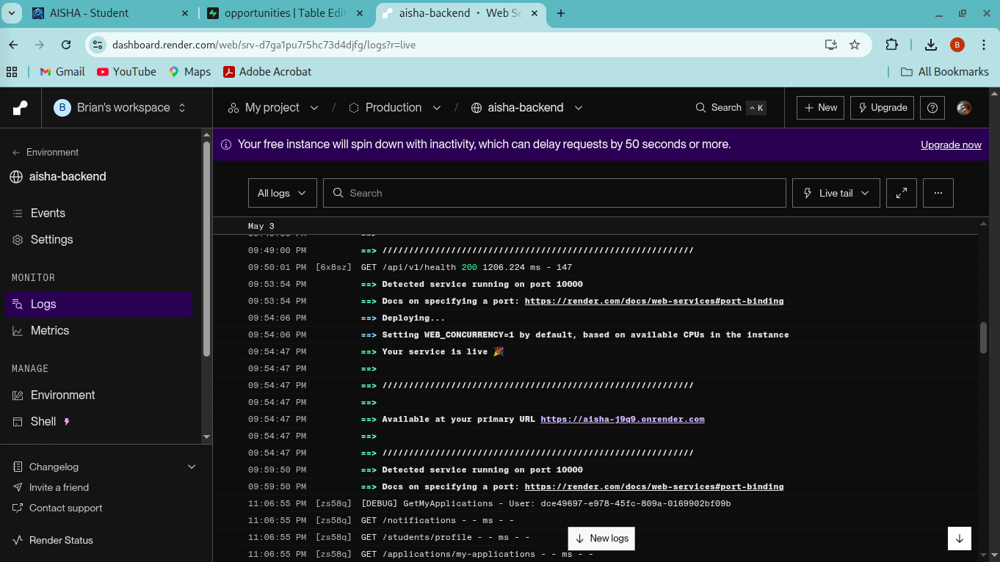 AISHA - Student
opportunities | Table Edit
aisha-backend · Web Se
dashboard.render.com/web/srv-d7ga1pu7r5hc73d4djfg/logs?r=live
B
Gmail
YouTube
Maps
Adobe Acrobat
All Bookmarks
B Brian's workspace
My project / Production / aisha-backend
Search ^ K
+ New
Upgrade
Your free instance will spin down with inactivity, which can delay requests by 50 seconds or more.
Upgrade now
← Environment
aisha-backend
Events
Settings
MONITOR
Logs
Metrics
MANAGE
Environment
Shell
Changelog
Invite a friend
Contact support
Render Status
All logs
Search
Live tail
...
May 3
09:49:00 PM ==> ///////////////////////////////////////////////////////////
09:50:01 PM [6x8sz] GET /api/v1/health 200 1206.224 ms - 147
09:53:54 PM ==> Detected service running on port 10000
09:53:54 PM ==> Docs on specifying a port: https://render.com/docs/web-services#port-binding
09:54:06 PM ==> Deploying...
09:54:06 PM ==> Setting WEB_CONCURRENCY=1 by default, based on available CPUs in the instance
09:54:47 PM ==> Your service is live 🎉
09:54:47 PM ==>
09:54:47 PM ==> ///////////////////////////////////////////////////////////
09:54:47 PM ==>
09:54:47 PM ==> Available at your primary URL https://aisha-j9q9.onrender.com
09:54:47 PM ==>
09:54:47 PM ==> ///////////////////////////////////////////////////////////
09:59:50 PM ==> Detected service running on port 10000
09:59:50 PM ==> Docs on specifying a port: https://render.com/docs/web-services#port-binding
11:06:55 PM [zs58q] [DEBUG] GetMyApplications - User: dce49697-e978-45fc-809a-0169902bf09b
11:06:55 PM [zs58q] GET /notifications - - ms - -
11:06:55 PM [zs58q] GET /students/profile - - ms - -
11:06:55 PM [zs58q] GET /applications/my-applications - - ms - -
↓ New logs